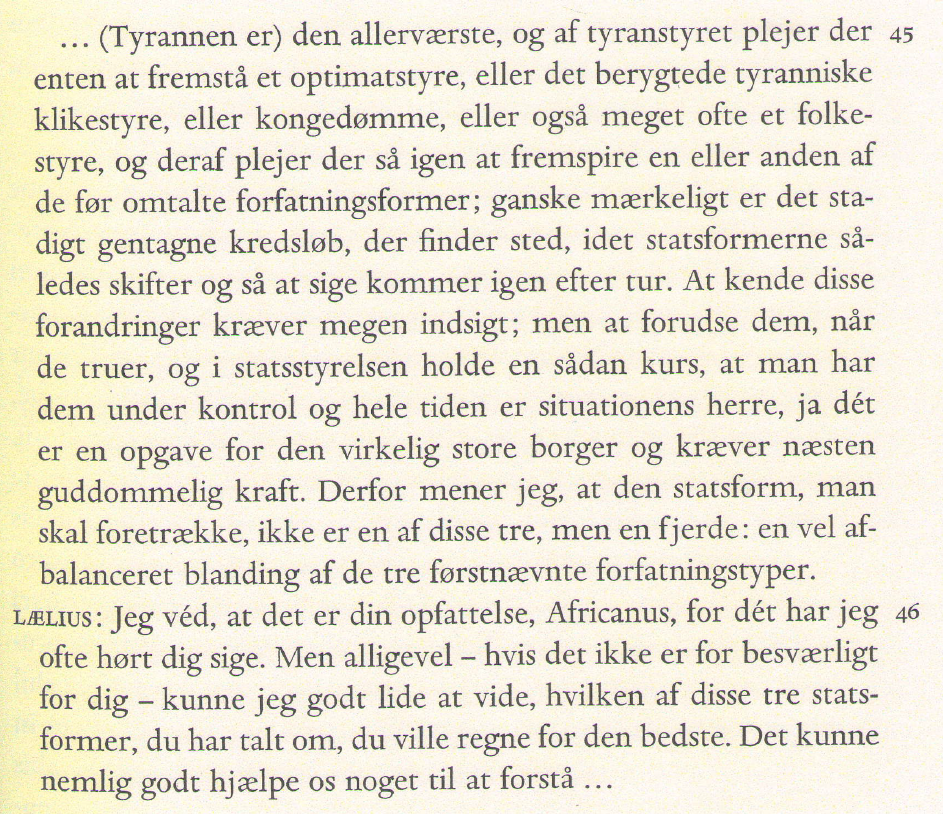 ... (Tyrannen er) den allerværste, og af tyranstyret plejer der 45
enten at fremstå et optimatstyre, eller det berygtede tyranniske
klikestyre, eller kongedømme, eller også meget ofte et folke-
styre, og deraf plejer der så igen at fremspire en eller anden af
de før omtalte forfatningsformer; ganske mærkeligt er det sta-
digt gentagne kredsløb, der finder sted, idet statsformerne så-
ledes skifter og så at sige kommer igen efter tur. At kende disse
forandringer kræver megen indsigt; men at forudse dem, når
de truer, og i statsstyrelsen holde en sådan kurs, at man har
dem under kontrol og hele tiden er situationens herre, ja dét
er en opgave for den virkelig store borger og kræver næsten
guddommelig kraft. Derfor mener jeg, at den statsform, man
skal foretrække, ikke er en af disse tre, men en fjerde: en vel af-
balanceret blanding af de tre førstnævnte forfatningstyper.
LÆLIUS: Jeg véd, at det er din opfattelse, Africanus, for dét har jeg 46
ofte hørt dig sige. Men alligevel – hvis det ikke er for besværligt
for dig – kunne jeg godt lide at vide, hvilken af disse tre stats-
former, du har talt om, du ville regne for den bedste. Det kunne
nemlig godt hjælpe os noget til at forstå ...